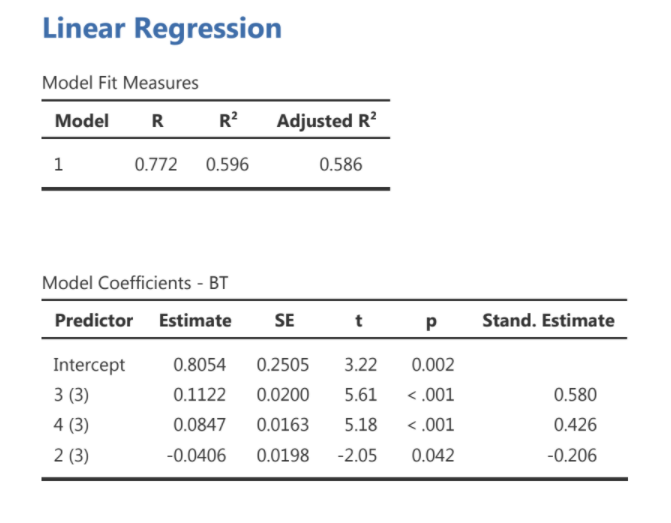 Linear Regression
Model Fit Measures
Model R R² Adjusted R²
1 0.772 0.596 0.586
Model Coefficients - BT
Predictor Estimate SE t p Stand. Estimate
Intercept 0.8054 0.2505 3.22 0.002
3 (3) 0.1122 0.0200 5.61 < .001 0.580
4 (3) 0.0847 0.0163 5.18 < .001 0.426
2 (3) -0.0406 0.0198 -2.05 0.042 -0.206